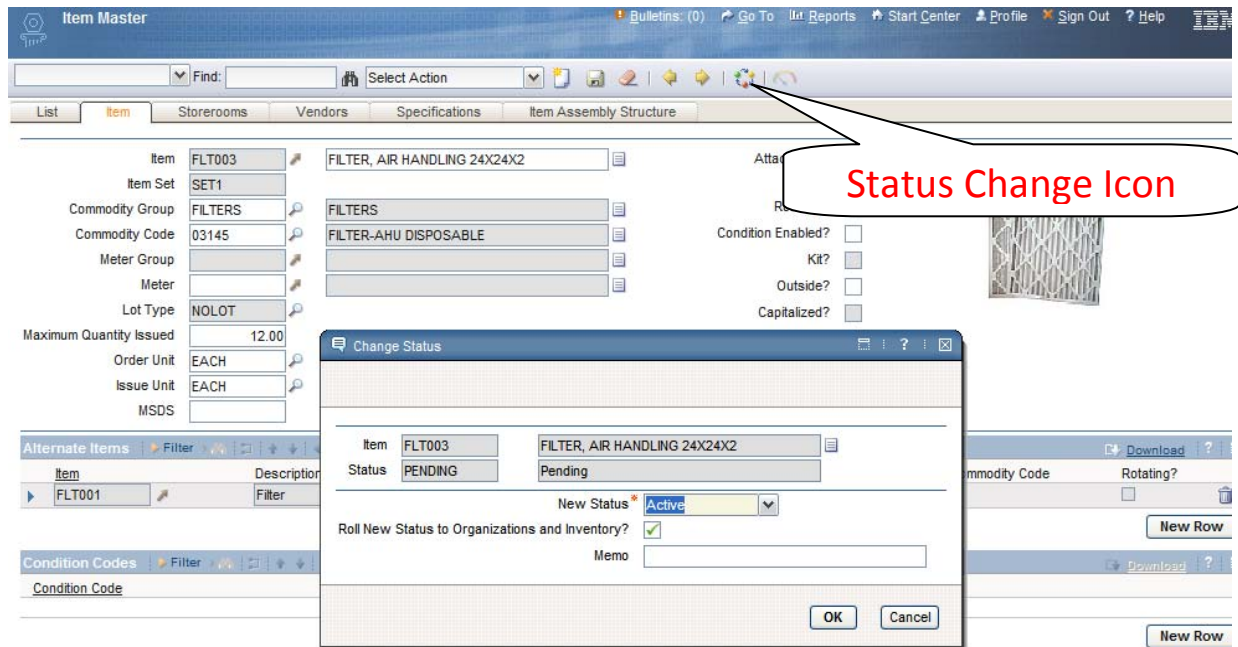 Item Master
Bulletins: (0) Go To Reports Start Center Profile Sign Out ? Help IBM
Find: Select Action
List Item Storerooms Vendors Specifications Item Assembly Structure
Status Change Icon
Item FLT003 FILTER, AIR HANDLING 24X24X2
Item Set SET1
Commodity Group FILTERS FILTERS
Commodity Code 03145 FILTER-AHU DISPOSABLE Condition Enabled?
Meter Group Kit?
Meter Outside?
Lot Type NOLOT Capitalized?
Maximum Quantity Issued 12.00
Order Unit EACH
Issue Unit EACH
MSDS
Change Status ?
Item FLT003 FILTER, AIR HANDLING 24X24X2
Status PENDING Pending
New Status* Active
Roll New Status to Organizations and Inventory?
Memo
OK Cancel
Alternate Items Filter Download ?
Item Description Commodity Code Rotating?
FLT001 Filter
New Row
Condition Codes Filter Download ?
Condition Code
New Row